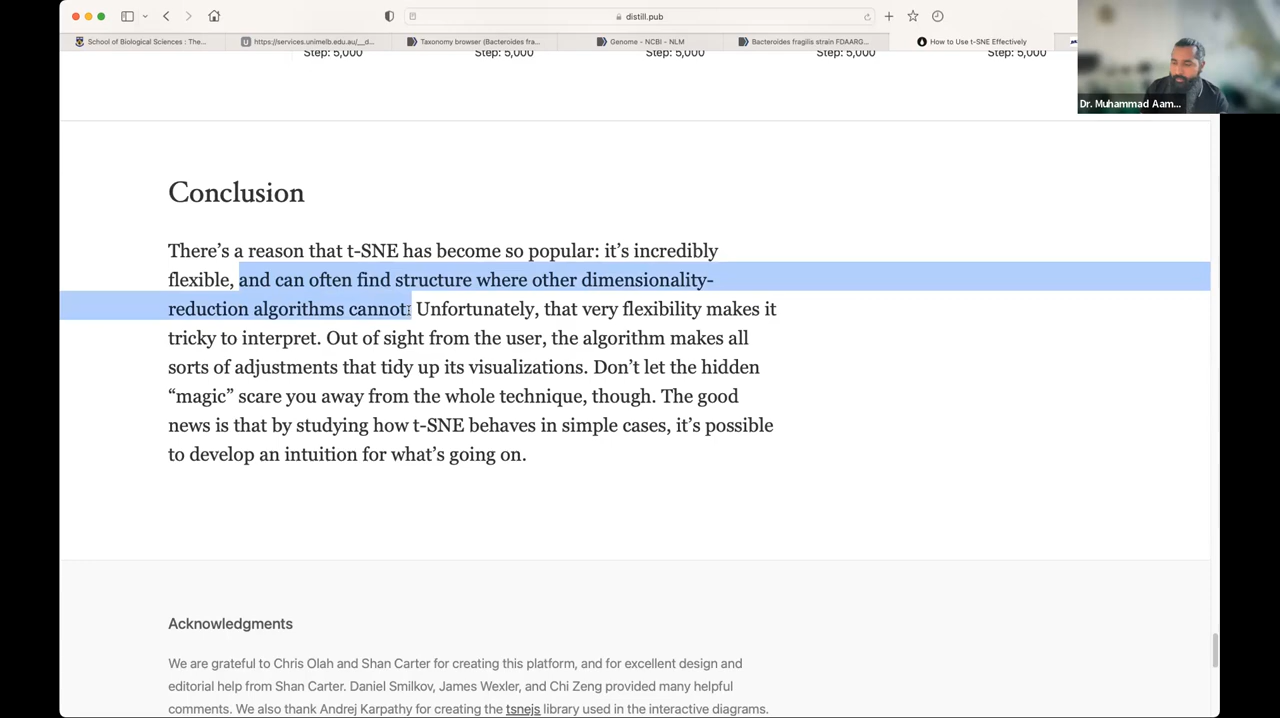 distill.pub
School of Biological Sciences : The...
https://services.unimelb.edu.au/__d...
Taxonomy browser (Bacteroides fra...
Genome - NCBI - NLM
Bacteroides fragilis strain FDAARG...
How to Use t-SNE Effectively
Step: 5,000 Step: 5,000 Step: 5,000 Step: 5,000 Step: 5,000
Dr. Muhammad Aam...
Conclusion
There’s a reason that t-SNE has become so popular: it’s incredibly
flexible, and can often find structure where other dimensionality-
reduction algorithms cannot. Unfortunately, that very flexibility makes it
tricky to interpret. Out of sight from the user, the algorithm makes all
sorts of adjustments that tidy up its visualizations. Don’t let the hidden
“magic” scare you away from the whole technique, though. The good
news is that by studying how t-SNE behaves in simple cases, it’s possible
to develop an intuition for what’s going on.
Acknowledgments
We are grateful to Chris Olah and Shan Carter for creating this platform, and for excellent design and
editorial help from Shan Carter. Daniel Smilkov, James Wexler, and Chi Zeng provided many helpful
comments. We also thank Andrej Karpathy for creating the tsnejs library used in the interactive diagrams.